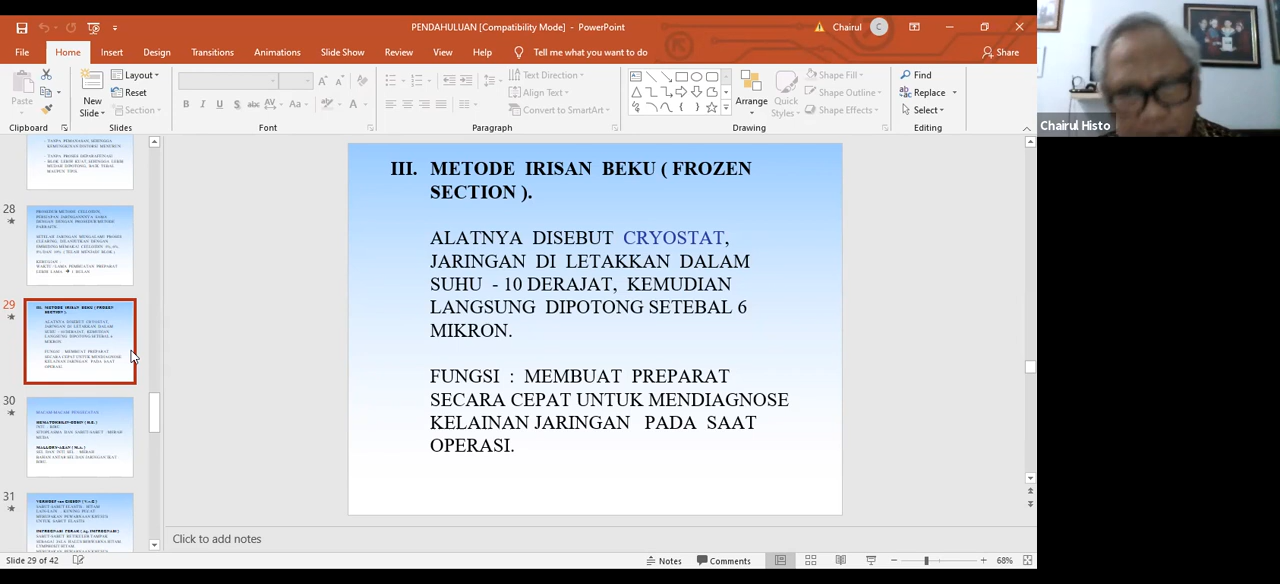 PENDAHULUAN [Compatibility Mode] - PowerPoint
Chairul
C
File Home Insert Design Transitions Animations Slide Show Review View Help Tell me what you want to do
Share
Paste
New
Slide
Layout
Reset
Section
B I U S abc AV Aa A
Text Direction
Align Text
Convert to SmartArt
Arrange
Quick
Styles
Shape Fill
Shape Outline
Shape Effects
Find
Replace
Select
Clipboard Slides Font Paragraph Drawing Editing
Chairul Histo
28
29
30
31
III. METODE IRISAN BEKU ( FROZEN
SECTION ).
ALATNYA DISEBUT CRYOSTAT,
JARINGAN DI LETAKKAN DALAM
SUHU - 10 DERAJAT, KEMUDIAN
LANGSUNG DIPOTONG SETEBAL 6
MIKRON.
FUNGSI : MEMBUAT PREPARAT
SECARA CEPAT UNTUK MENDIAGNOSE
KELAINAN JARINGAN PADA SAAT
OPERASI.
Click to add notes
Slide 29 of 42
Notes
Comments
68%